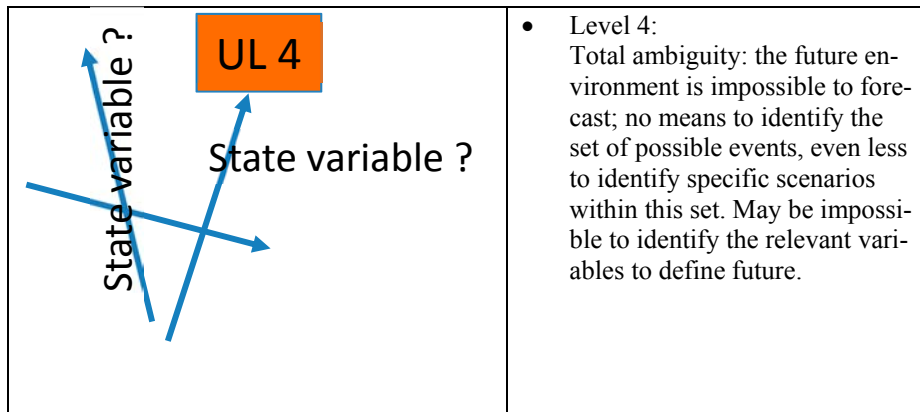 State variable ?
UL 4
State variable ?
• Level 4:
Total ambiguity: the future en-
vironment is impossible to fore-
cast; no means to identify the
set of possible events, even less
to identify specific scenarios
within this set. May be impossi-
ble to identify the relevant vari-
ables to define future.